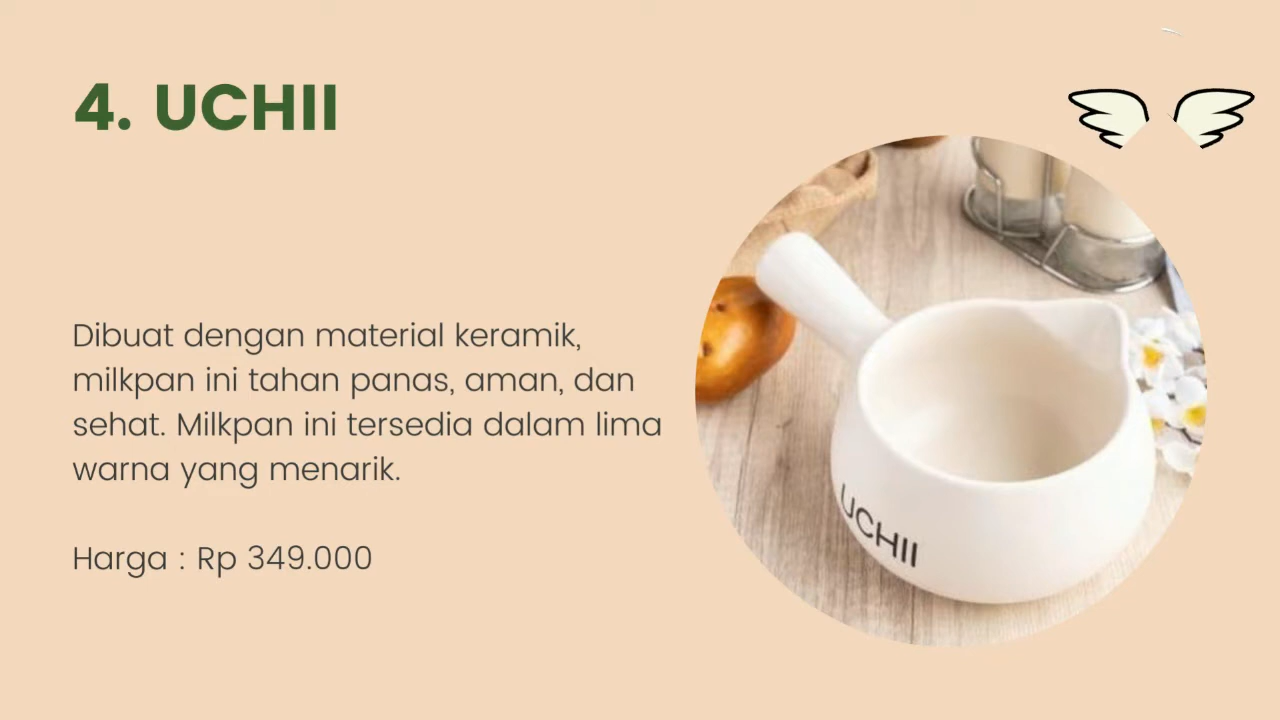 4. UCHII
Dibuat dengan material keramik,
milkpan ini tahan panas, aman, dan
sehat. Milkpan ini tersedia dalam lima
warna yang menarik.
Harga : Rp 349.000
UCHII